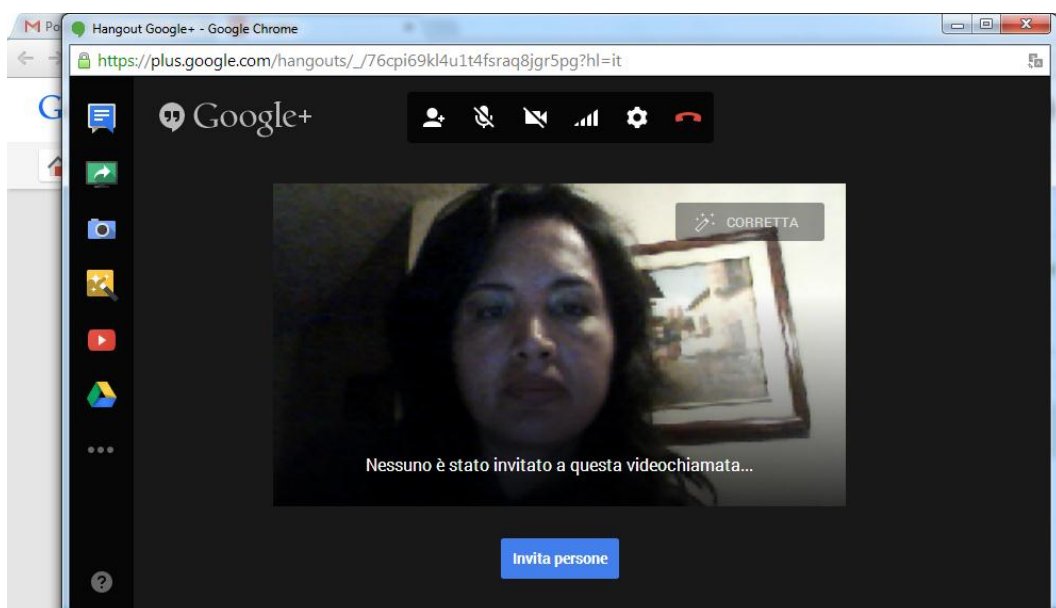 Po
Hangout Google+ - Google Chrome
https://plus.google.com/hangouts/_/76cpi69kl4u1t4fsraq8jgr5pg?hl=it
G
Google+
CORRETTA
Nessuno è stato invitato a questa videochiamata...
Invita persone